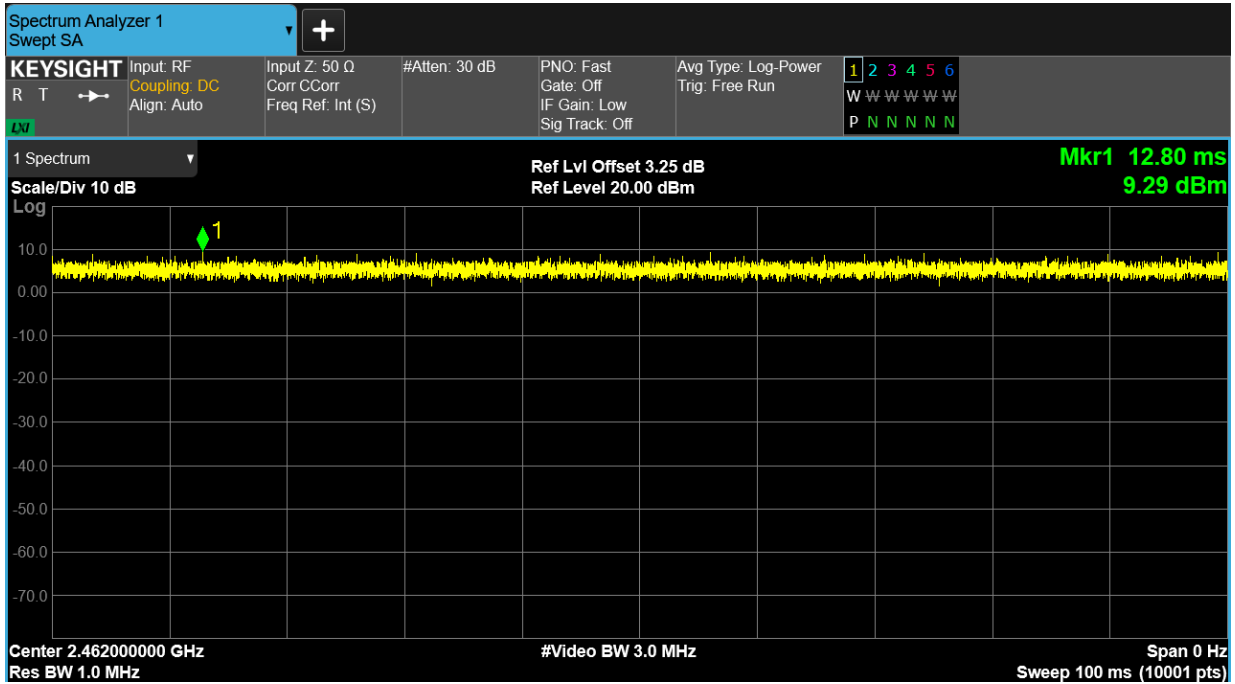 Spectrum Analyzer 1
Swept SA
▼
+
KEYSIGHT
R T
LXI
Input: RF
Coupling: DC
Align: Auto
Input Z: 50 Ω
Corr CCorr
Freq Ref: Int (S)
#Atten: 30 dB
PNO: Fast
Gate: Off
IF Gain: Low
Sig Track: Off
Avg Type: Log-Power
Trig: Free Run
1 2 3 4 5 6
W W W W W W
P N N N N N
1 Spectrum ▼
Scale/Div 10 dB
Log
Ref Lvl Offset 3.25 dB
Ref Level 20.00 dBm
Mkr1 12.80 ms
9.29 dBm
1
10.0
0.00
-10.0
-20.0
-30.0
-40.0
-50.0
-60.0
-70.0
Center 2.462000000 GHz
Res BW 1.0 MHz
#Video BW 3.0 MHz
Span 0 Hz
Sweep 100 ms (10001 pts)